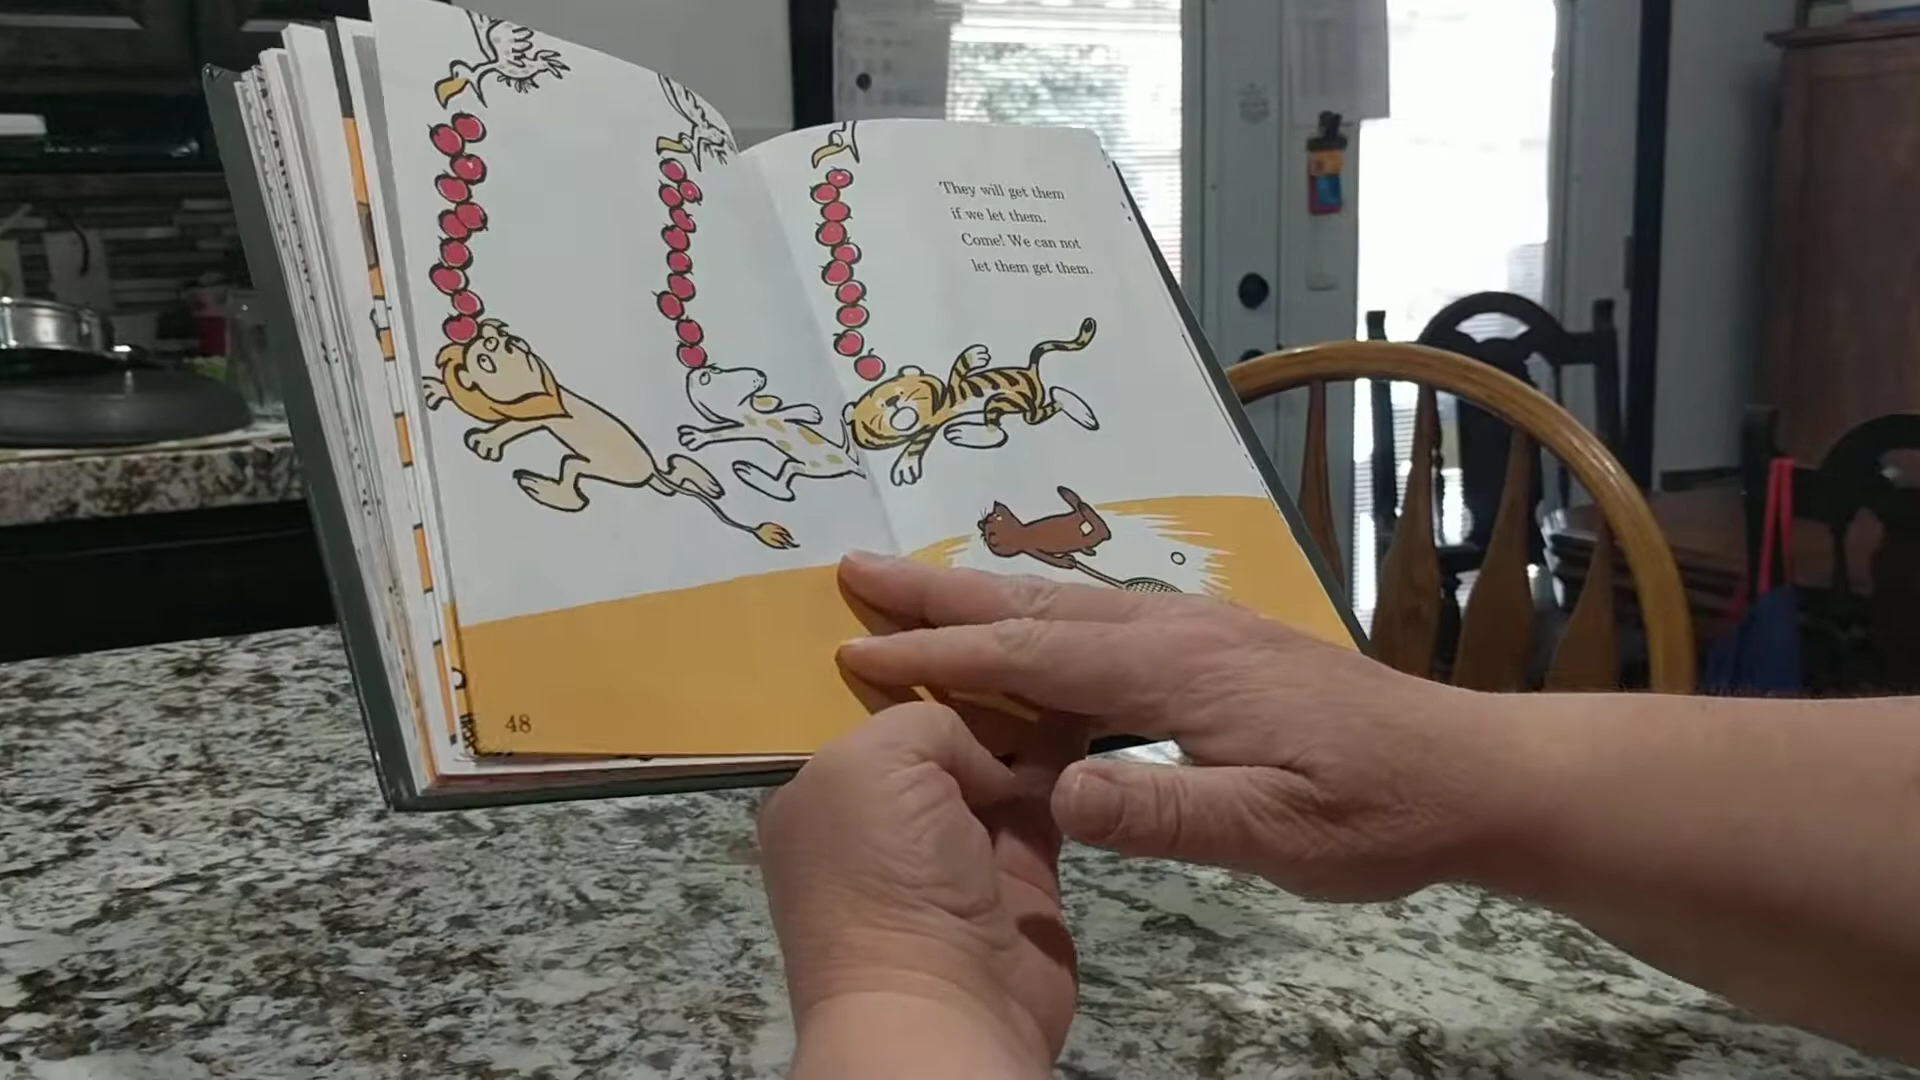 They will get them
if we let them.
Come! We can not
let them get them.
48